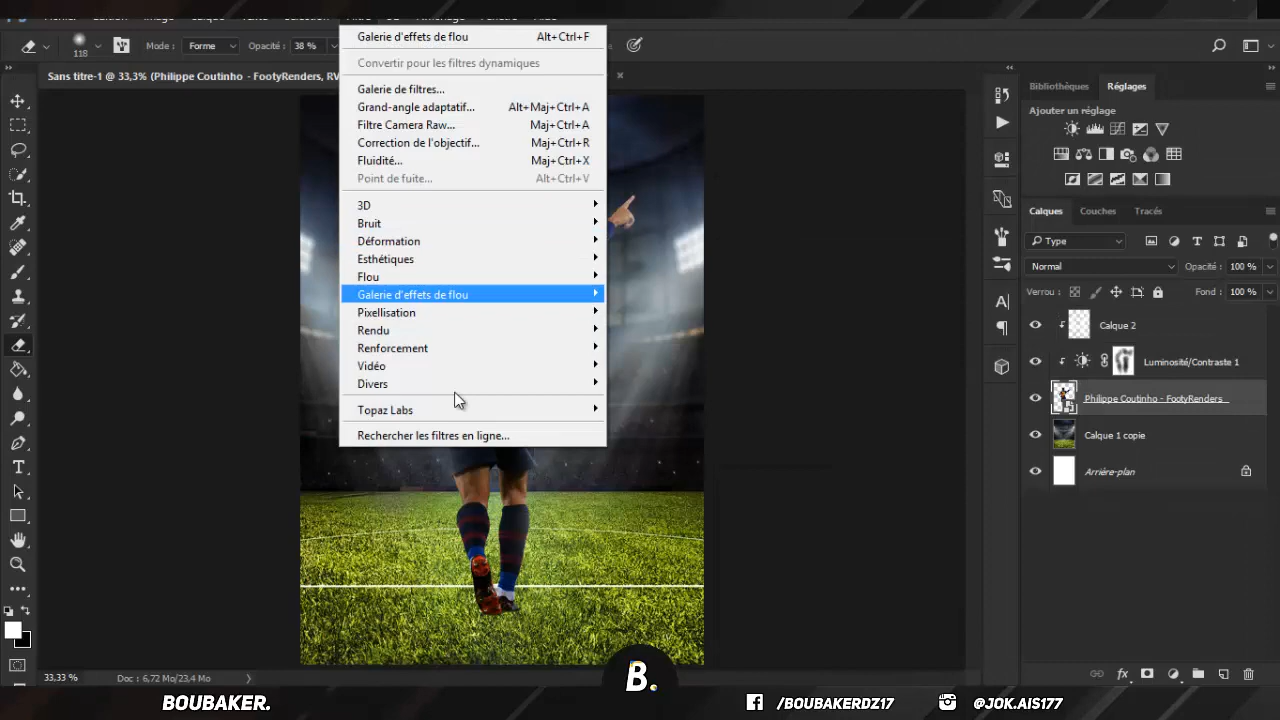 Mode :
Forme
Opacité :
38 %
118
Sans titre-1 @ 33,3% (Philippe Coutinho - FootyRenders, RV
Galerie d'effets de flou Alt+Ctrl+F
Convertir pour les filtres dynamiques
Galerie de filtres...
Grand-angle adaptatif... Alt+Maj+Ctrl+A
Filtre Camera Raw... Maj+Ctrl+A
Correction de l'objectif... Maj+Ctrl+R
Fluidité... Maj+Ctrl+X
Point de fuite... Alt+Ctrl+V
3D
Bruit
Déformation
Esthétiques
Flou
Galerie d'effets de flou
Pixellisation
Rendu
Renforcement
Vidéo
Divers
Topaz Labs
Rechercher les filtres en ligne...
Bibliothèques
Réglages
Ajouter un réglage
Calques
Couches
Tracés
Type
Normal
Opacité : 100 %
Verrou :
Fond : 100 %
Calque 2
Luminosité/Contraste 1
Philippe Coutinho - FootyRenders
Calque 1 copie
Arrière-plan
33,33 %
Doc : 6,72 Mo/23,4 Mo
BOUBAKER.
B.
/BOUBAKERDZ17
@JOK.AIS177